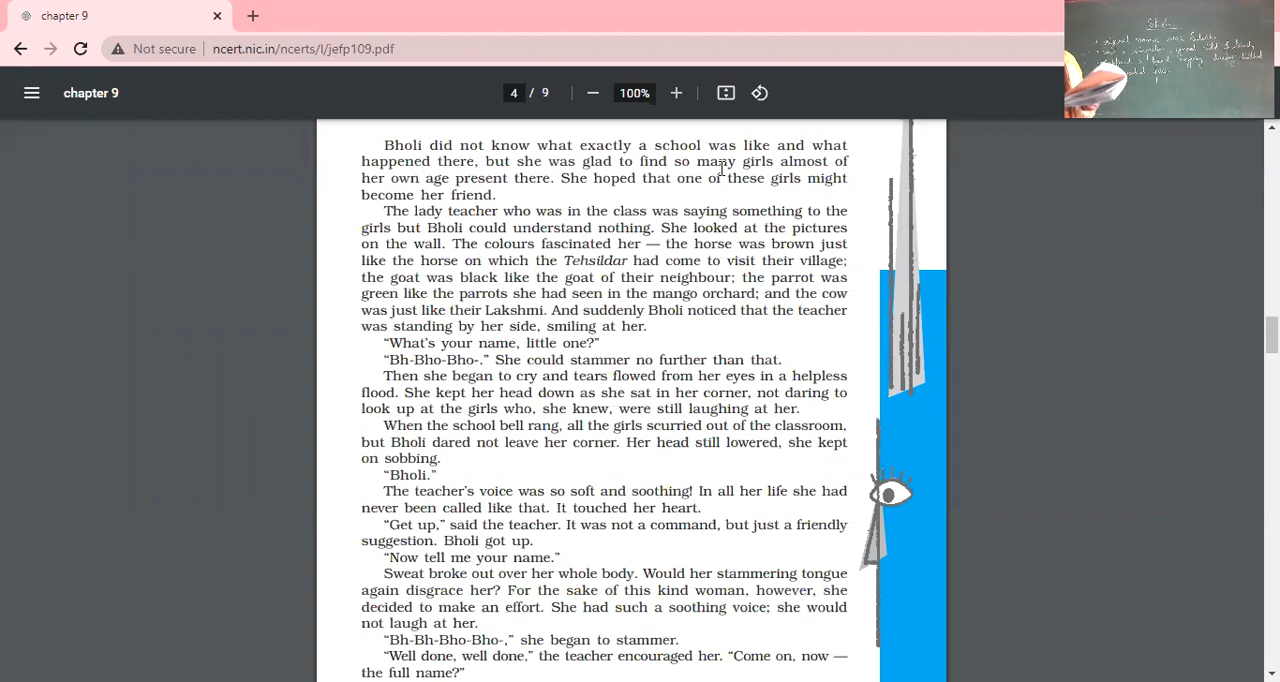 chapter 9
Not secure
ncert.nic.in/ncerts/l/jefp109.pdf
chapter 9
4 / 9
100%
Bholi did not know what exactly a school was like and what
happened there, but she was glad to find so many girls almost of
her own age present there. She hoped that one of these girls might
become her friend.
The lady teacher who was in the class was saying something to the
girls but Bholi could understand nothing. She looked at the pictures
on the wall. The colours fascinated her — the horse was brown just
like the horse on which the Tehsildar had come to visit their village;
the goat was black like the goat of their neighbour; the parrot was
green like the parrots she had seen in the mango orchard; and the cow
was just like their Lakshmi. And suddenly Bholi noticed that the teacher
was standing by her side, smiling at her.
“What’s your name, little one?”
“Bh-Bho-Bho-.” She could stammer no further than that.
Then she began to cry and tears flowed from her eyes in a helpless
flood. She kept her head down as she sat in her corner, not daring to
look up at the girls who, she knew, were still laughing at her.
When the school bell rang, all the girls scurried out of the classroom,
but Bholi dared not leave her corner. Her head still lowered, she kept
on sobbing.
“Bholi.”
The teacher’s voice was so soft and soothing! In all her life she had
never been called like that. It touched her heart.
“Get up,” said the teacher. It was not a command, but just a friendly
suggestion. Bholi got up.
“Now tell me your name.”
Sweat broke out over her whole body. Would her stammering tongue
again disgrace her? For the sake of this kind woman, however, she
decided to make an effort. She had such a soothing voice; she would
not laugh at her.
“Bh-Bh-Bho-Bho-,” she began to stammer.
“Well done, well done,” the teacher encouraged her. “Come on, now —
the full name?”
Bholi
name was